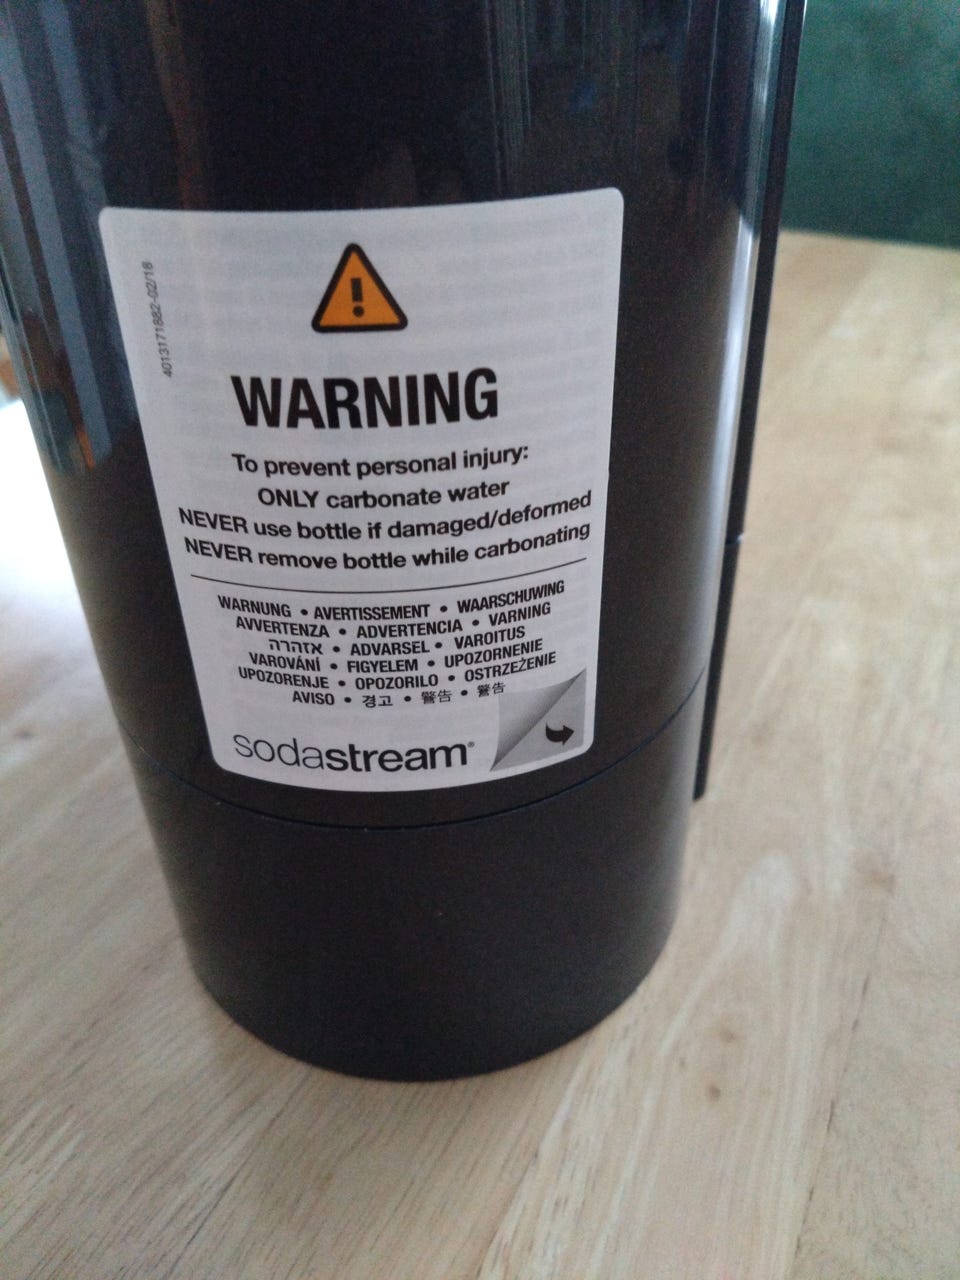 4013171882-02/18
WARNING
To prevent personal injury:
ONLY carbonate water
NEVER use bottle if damaged/deformed
NEVER remove bottle while carbonating
WARNUNG • AVERTISSEMENT • WAARSCHUWING
AVVERTENZA • ADVERTENCIA • VARNING
אזהרה • ADVARSEL • VAROITUS
VAROVÁNÍ • FIGYELEM • UPOZORNENIE
UPOZORENJE • OPOZORILO • OSTRZEŻENIE
AVISO • 경고 • 警告 • 警告
sodastream®